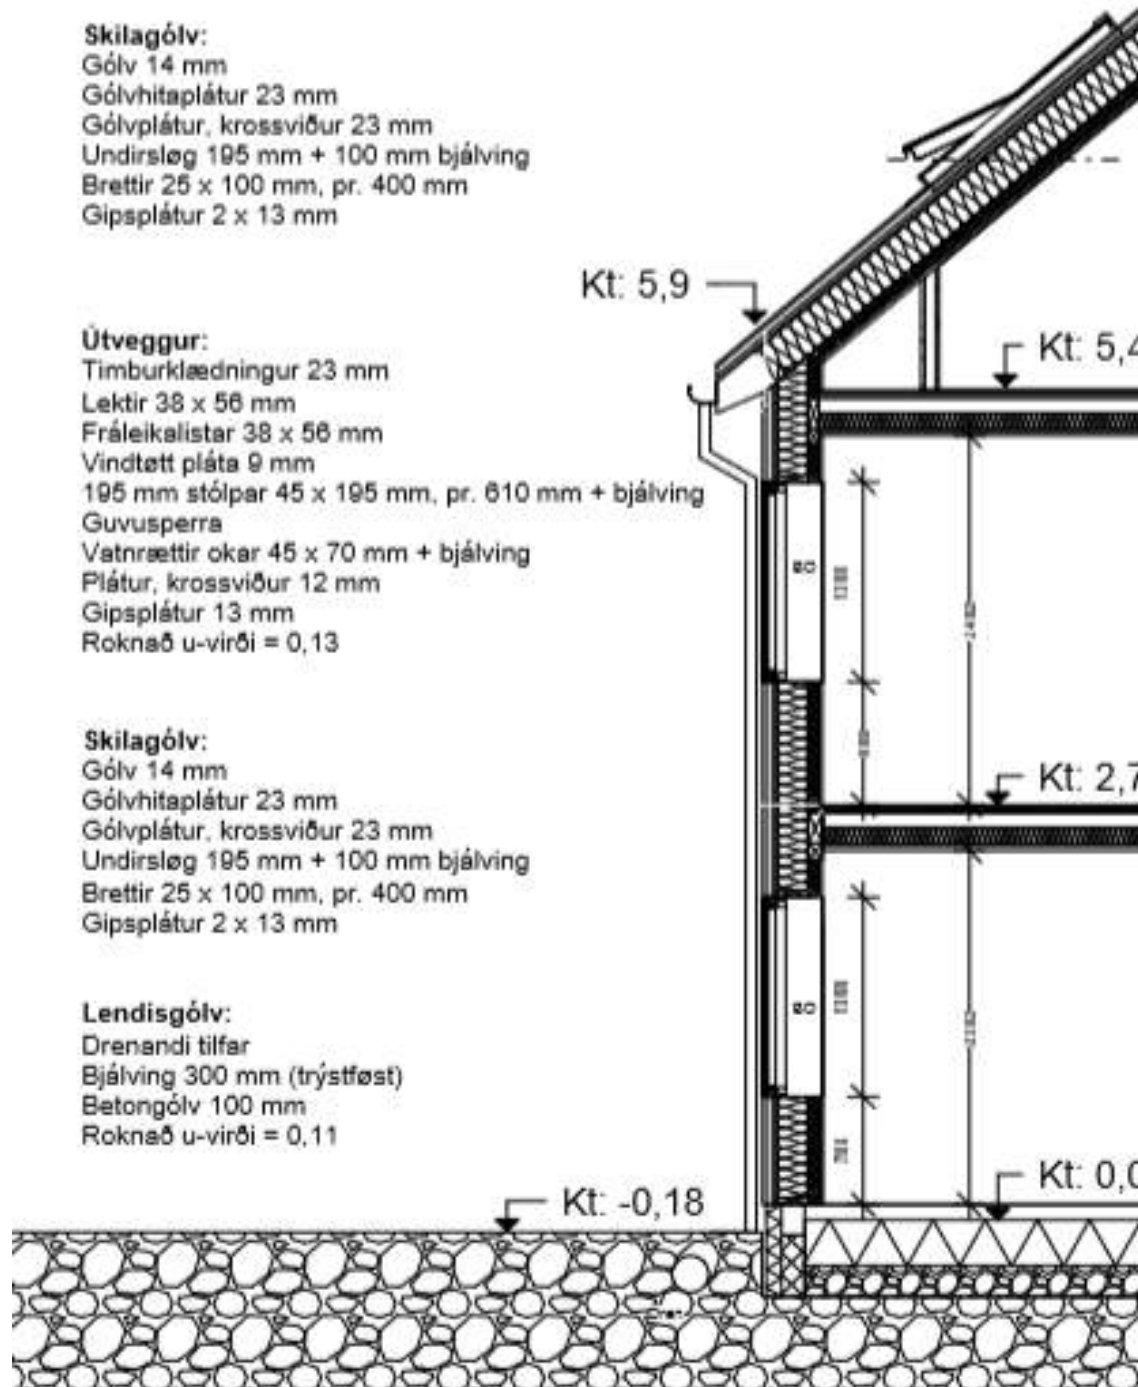 Skilagólv:
Gólv 14 mm
Gólvhitaplátur 23 mm
Gólvplátur, krossviður 23 mm
Undirsløg 195 mm + 100 mm bjálving
Brettir 25 x 100 mm, pr. 400 mm
Gipsplátur 2 x 13 mm
Kt: 5,9
Kt: 5,4
Útveggur:
Timburklædningur 23 mm
Lektir 38 x 56 mm
Fráleikalistar 38 x 56 mm
Vindtøtt pláta 9 mm
195 mm stólpar 45 x 195 mm, pr. 610 mm + bjálving
Guvusperra
Vatnrættir okar 45 x 70 mm + bjálving
Plátur, krossviður 12 mm
Gipsplátur 13 mm
Roknað u-virði = 0,13
Skilagólv:
Gólv 14 mm
Gólvhitaplátur 23 mm
Gólvplátur, krossviður 23 mm
Undirsløg 195 mm + 100 mm bjálving
Brettir 25 x 100 mm, pr. 400 mm
Gipsplátur 2 x 13 mm
Kt: 2,7
Lendisgólv:
Drenandi tilfar
Bjálving 300 mm (trýstføst)
Betongólv 100 mm
Roknað u-virði = 0,11
Kt: 0,0
Kt: -0,18